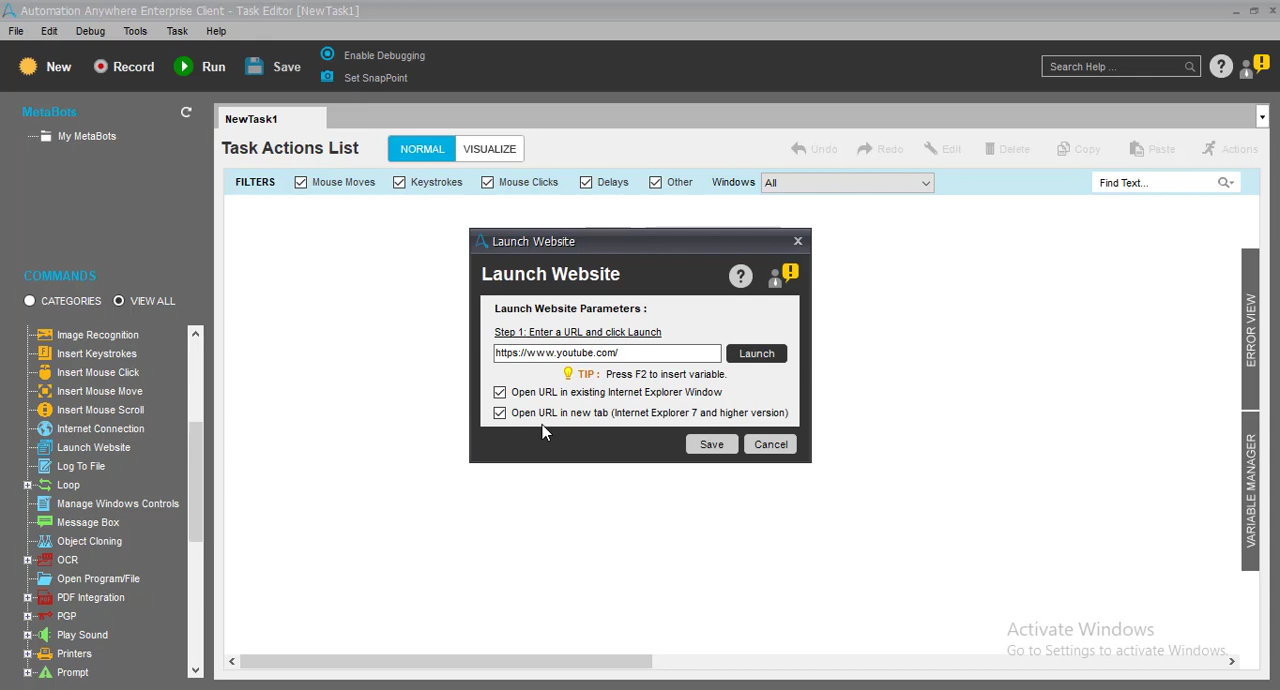 Automation Anywhere Enterprise Client - Task Editor [NewTask1]
File Edit Debug Tools Task Help
New Record Run Save
Enable Debugging
Set SnapPoint
Search Help ...
MetaBots
My MetaBots
NewTask1
Task Actions List
NORMAL VISUALIZE
Undo Redo Edit Delete Copy Paste Actions
FILTERS Mouse Moves Keystrokes Mouse Clicks Delays Other Windows All Find Text...
COMMANDS
CATEGORIES VIEW ALL
Image Recognition
Insert Keystrokes
Insert Mouse Click
Insert Mouse Move
Insert Mouse Scroll
Internet Connection
Launch Website
Log To File
Loop
Manage Windows Controls
Message Box
Object Cloning
OCR
Open Program/File
PDF Integration
PGP
Play Sound
Printers
Prompt
Launch Website
Launch Website
Launch Website Parameters :
Step 1: Enter a URL and click Launch
https://www.youtube.com/ Launch
TIP : Press F2 to insert variable.
Open URL in existing Internet Explorer Window
Open URL in new tab (Internet Explorer 7 and higher version)
Save Cancel
ERROR VIEW
VARIABLE MANAGER
Activate Windows
Go to Settings to activate Windows.